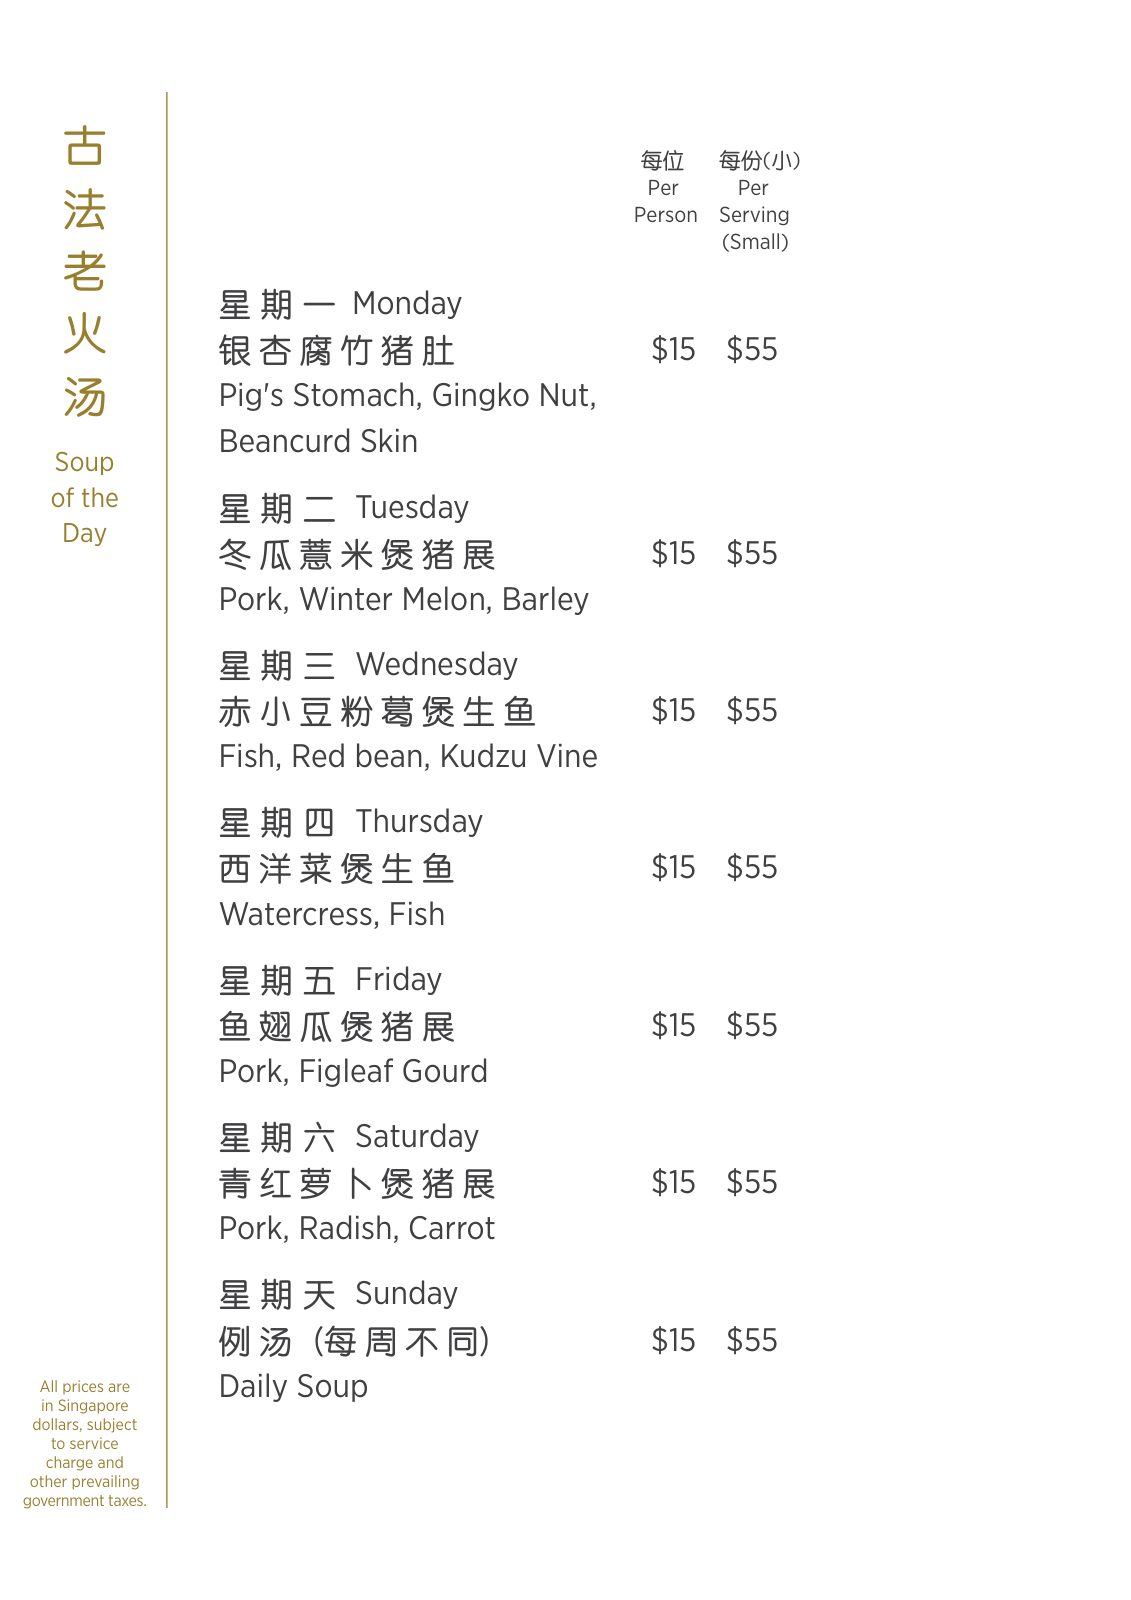 古法老火汤
Soup
of the
Day
每位 每份(小)
Per Per
Person Serving
(Small)
星期一 Monday
银杏腐竹猪肚 $15 $55
Pig's Stomach, Gingko Nut,
Beancurd Skin
星期二 Tuesday
冬瓜薏米煲猪展 $15 $55
Pork, Winter Melon, Barley
星期三 Wednesday
赤小豆粉葛煲生鱼 $15 $55
Fish, Red bean, Kudzu Vine
星期四 Thursday
西洋菜煲生鱼 $15 $55
Watercress, Fish
星期五 Friday
鱼翅瓜煲猪展 $15 $55
Pork, Figleaf Gourd
星期六 Saturday
青红萝卜煲猪展 $15 $55
Pork, Radish, Carrot
星期天 Sunday
例汤 (每周不同) $15 $55
Daily Soup
All prices are
in Singapore
dollars, subject
to service
charge and
other prevailing
government taxes.